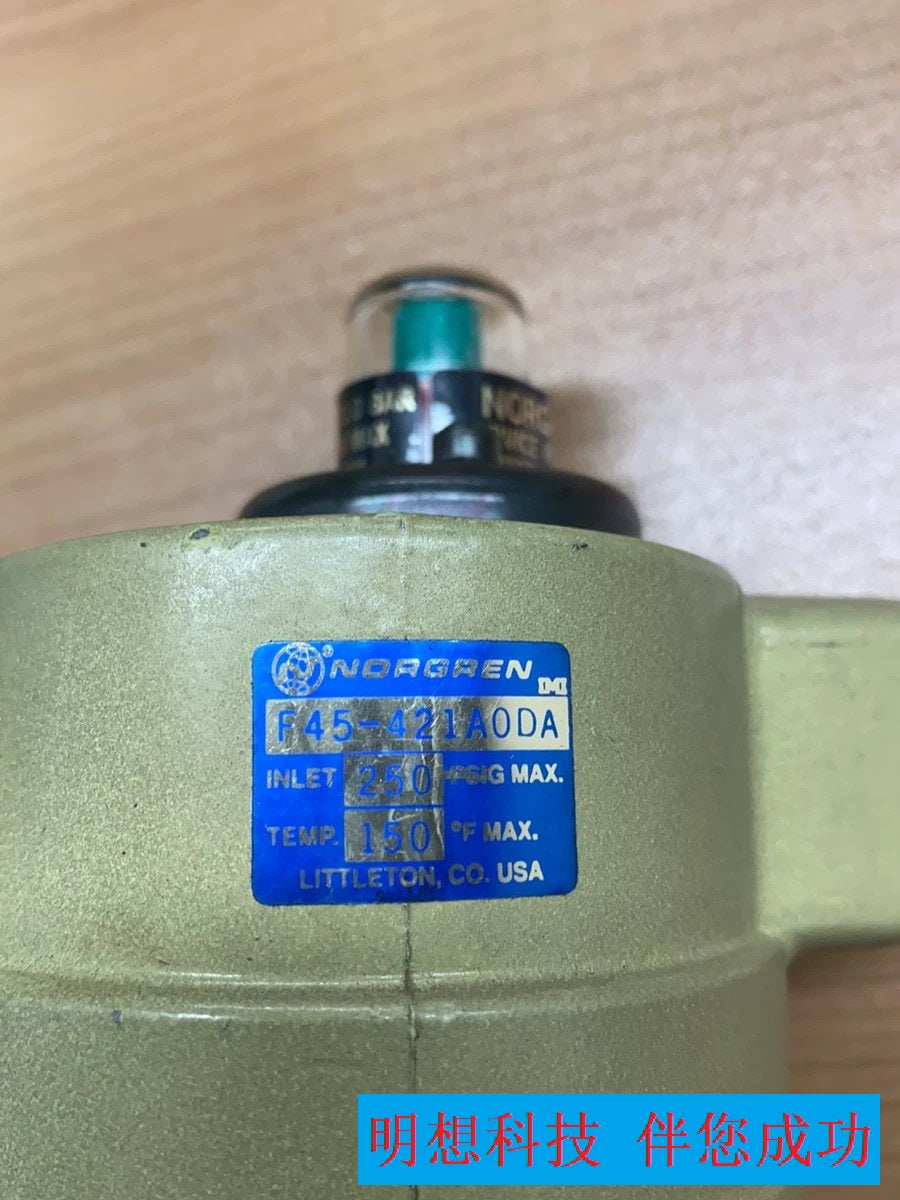 NORGREN
F45-421A0DA
INLET 250 PSIG MAX.
TEMP. 150 °F MAX.
LITTLETON, CO. USA
明想科技 伴您成功